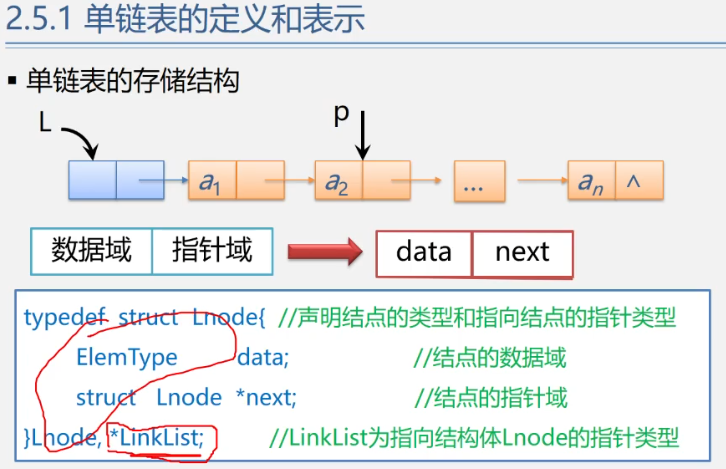 2.5.1 单链表的定义和表示
▪ 单链表的存储结构
L
p
a1 a2 ... an ∧
数据域 指针域 data next
typedef struct Lnode{ //声明结点的类型和指向结点的指针类型
ElemType data; //结点的数据域
struct Lnode *next; //结点的指针域
}Lnode, *LinkList; //LinkList为指向结构体Lnode的指针类型